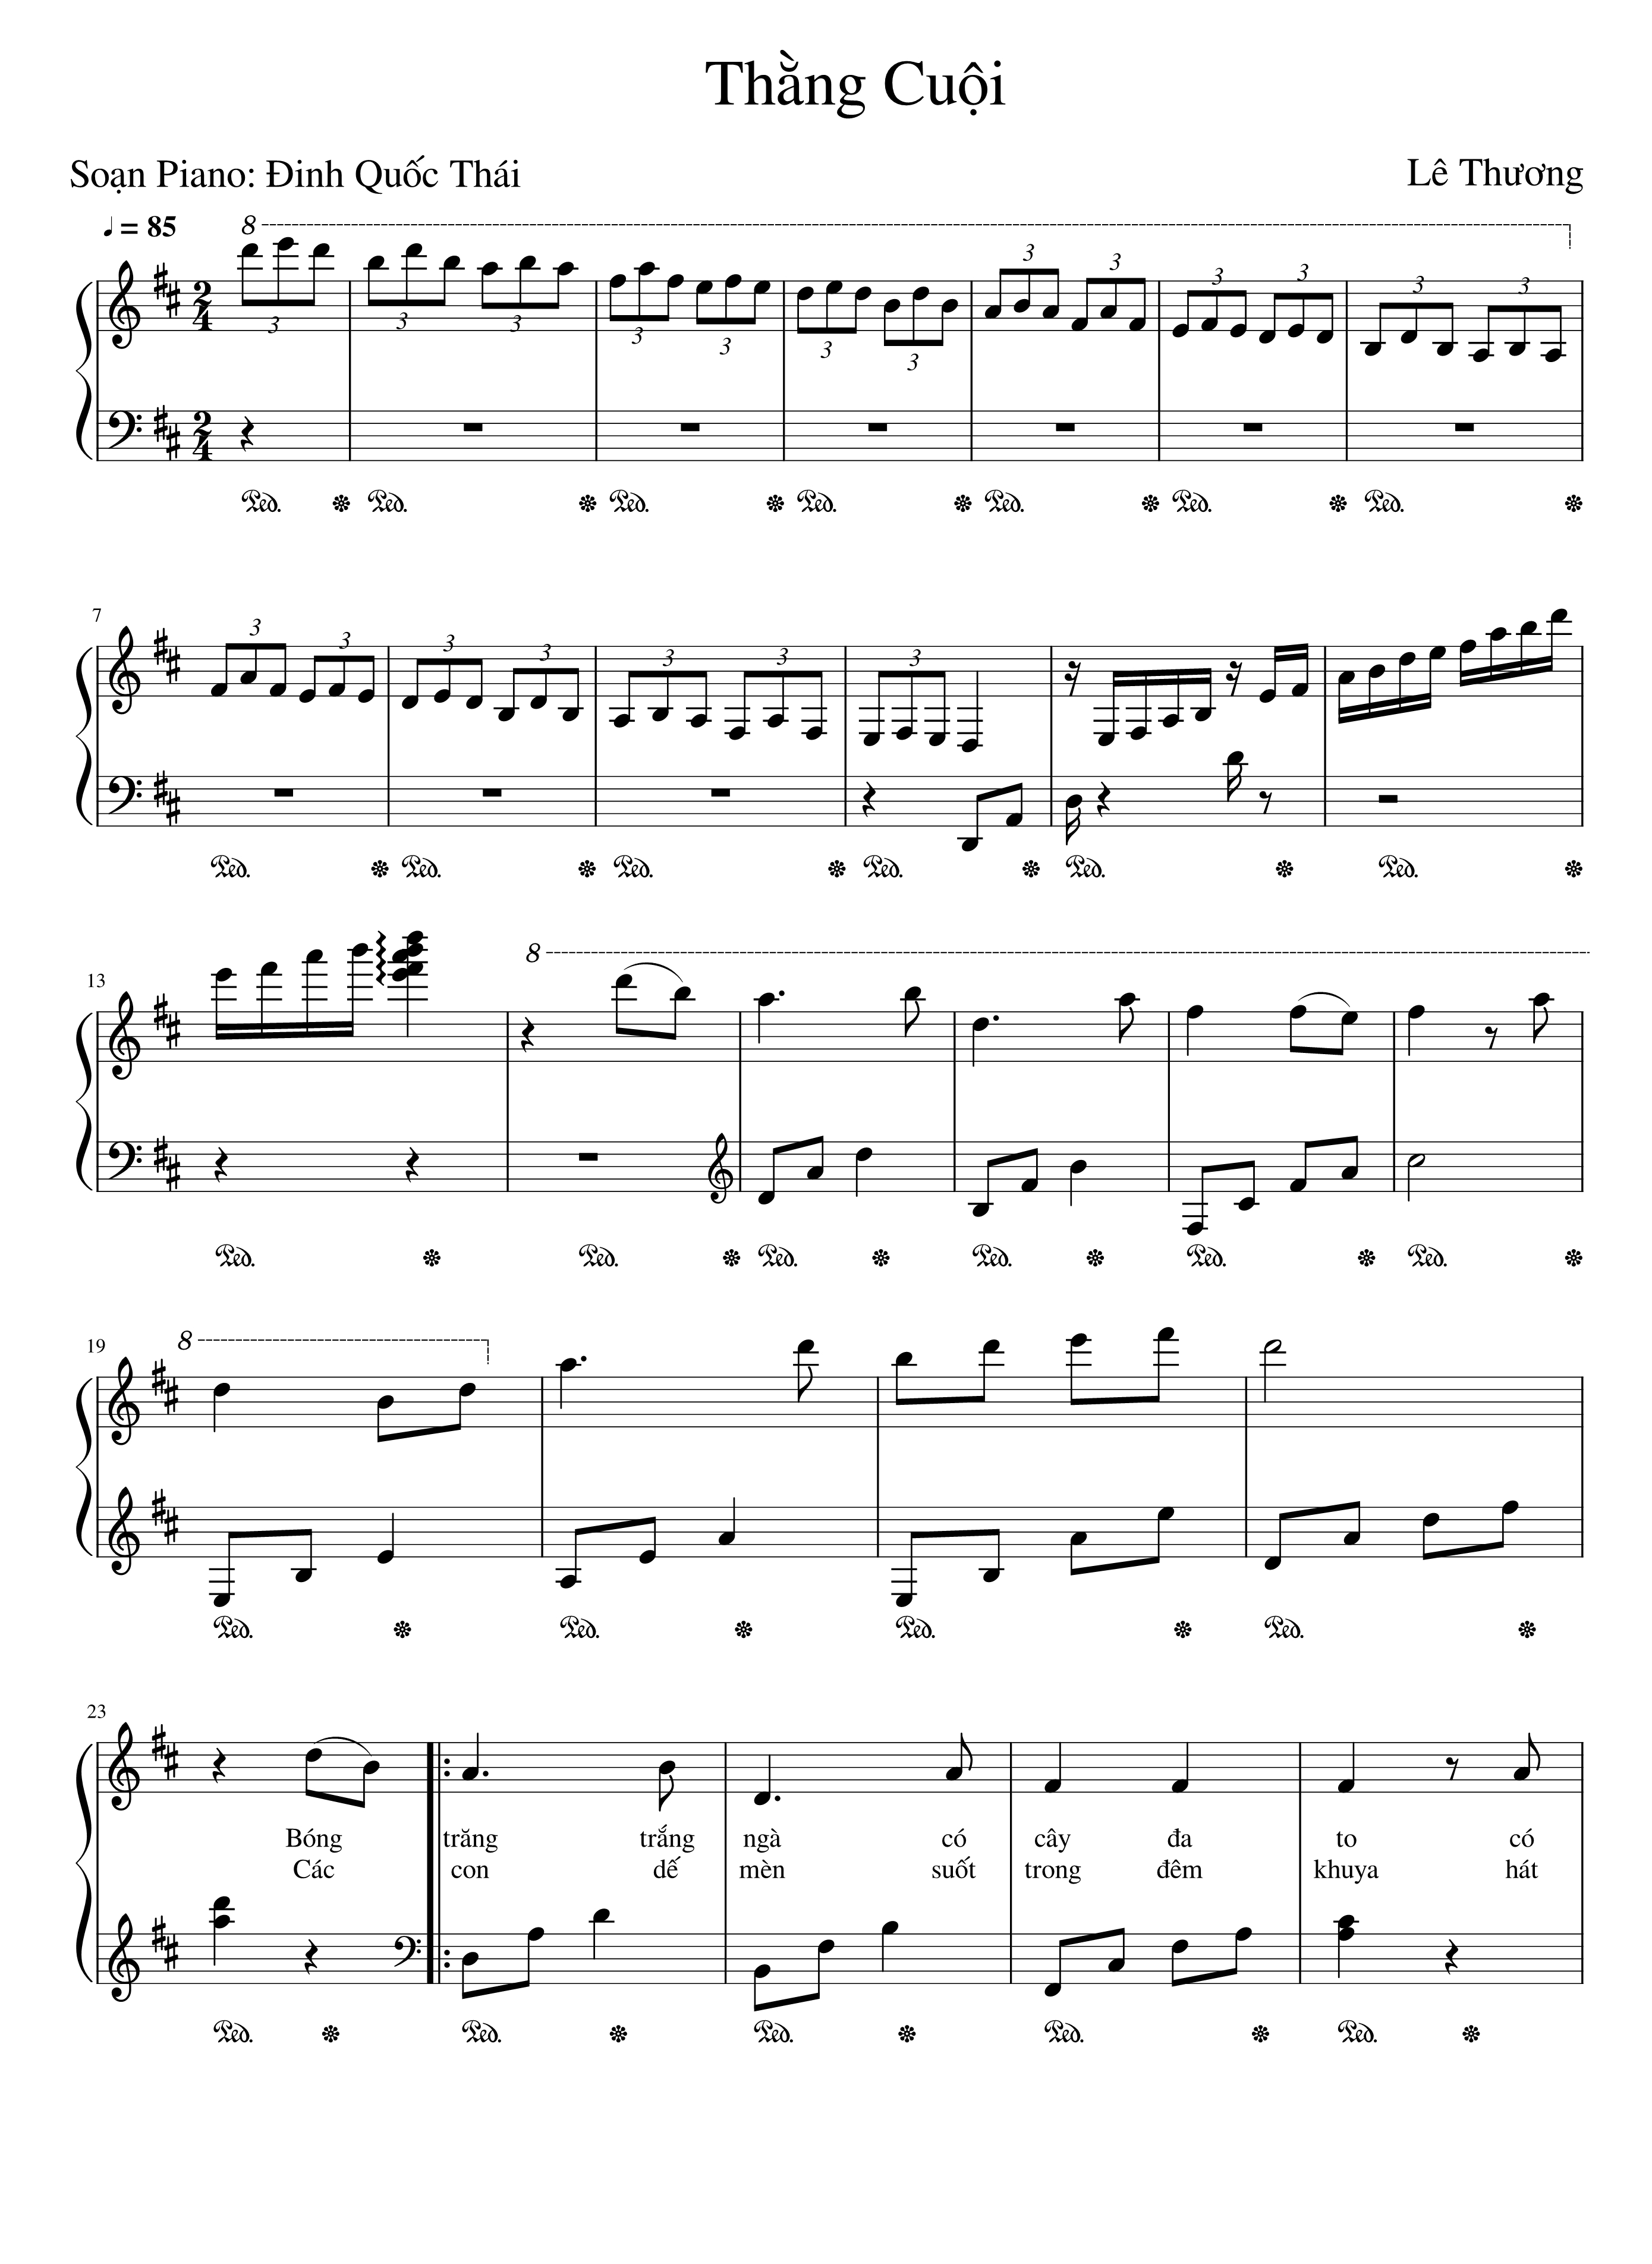 Thằng Cuội
Soạn Piano: Đinh Quốc Thái
Lê Thương
♩ = 85
8
2 2
4 4
3 3 3 3 3 3 3 3 3 3 3 3 3
Ped. Ped. Ped. Ped. Ped. Ped. Ped.
7
3 3 3 3 3 3 3
Ped. Ped. Ped. Ped. Ped. Ped.
13
8
Ped. Ped. Ped. Ped. Ped. Ped.
19
8
Ped. Ped. Ped. Ped.
23
Bóng trăng trắng ngà có cây đa to có
Các con dế mèn suốt trong đêm khuya hát
Ped. Ped. Ped. Ped. Ped.